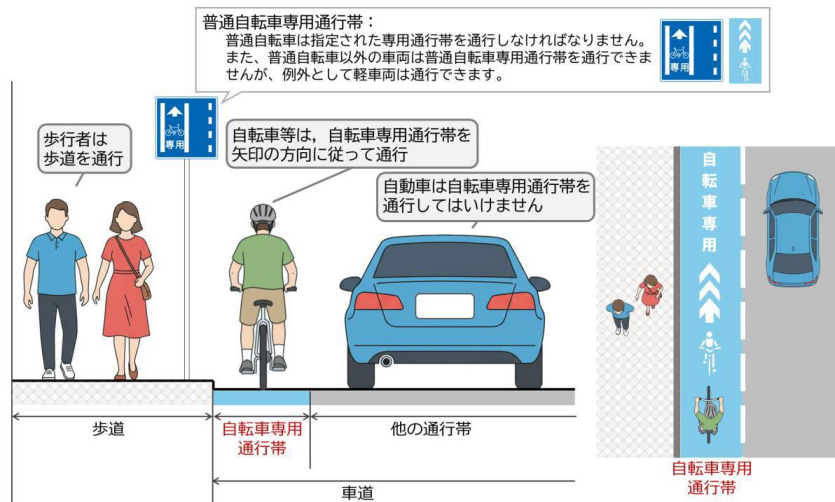 普通自転車専用通行帯：
普通自転車は指定された専用通行帯を通行しなければなりません。
また、普通自転車以外の車両は普通自転車専用通行帯を通行できま
せんが、例外として軽車両は通行できます。
専用
専用
歩行者は
歩道を通行
自転車等は，自転車専用通行帯を
矢印の方向に従って通行
自動車は自転車専用通行帯を
通行してはいけません
歩道
自転車専用
通行帯
他の通行帯
車道
自転車専用
自転車専用
通行帯